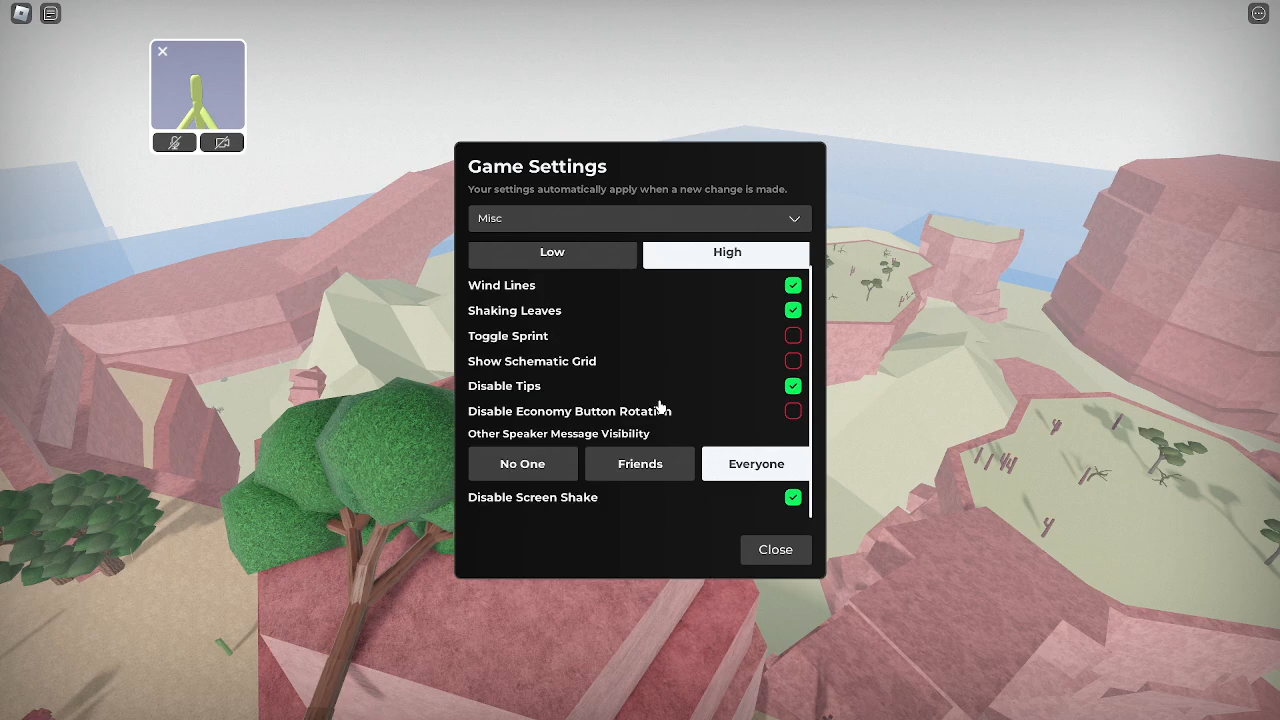 Game Settings
Your settings automatically apply when a new change is made.
Misc
Low High
Wind Lines
Shaking Leaves
Toggle Sprint
Show Schematic Grid
Disable Tips
Disable Economy Button Rotation
Other Speaker Message Visibility
No One Friends Everyone
Disable Screen Shake
Close